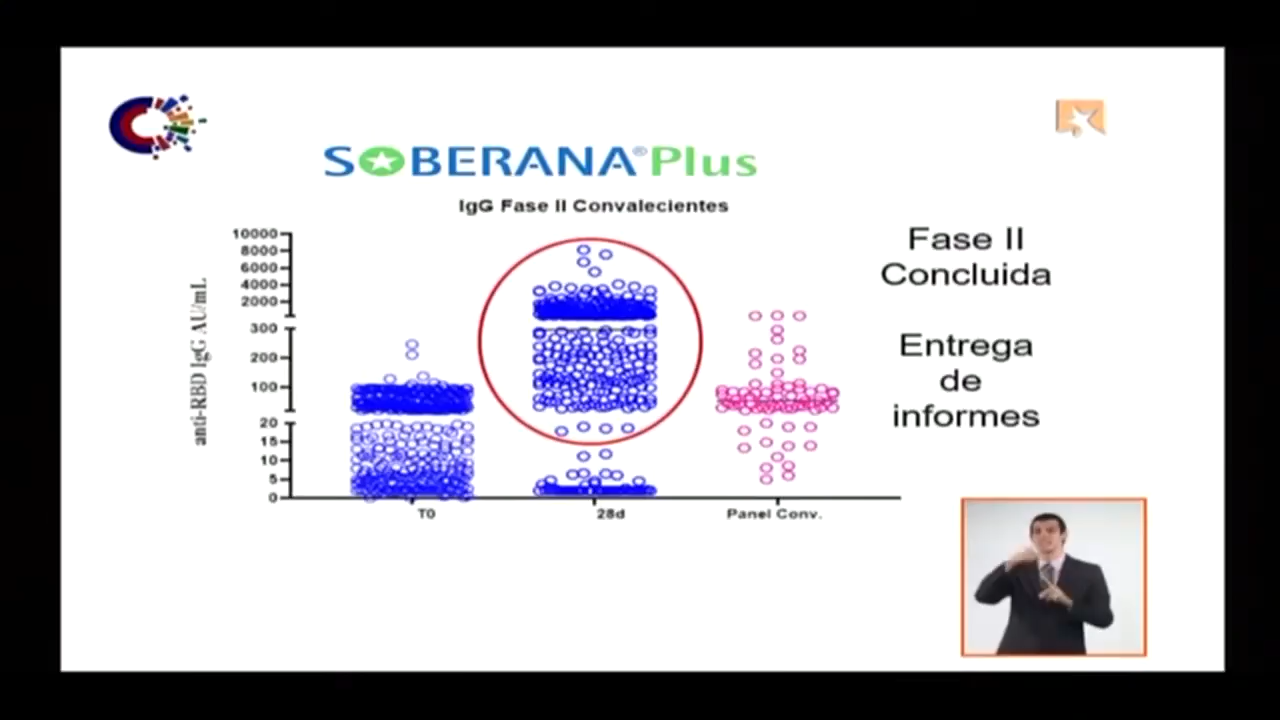 SOBERANA® Plus
IgG Fase II Convalecientes
anti-RBD IgG AU/mL
10000
8000
6000
4000
2000
300
200
100
20
15
10
5
0
T0
28d
Panel Conv.
Fase II
Concluida
Entrega
de
informes